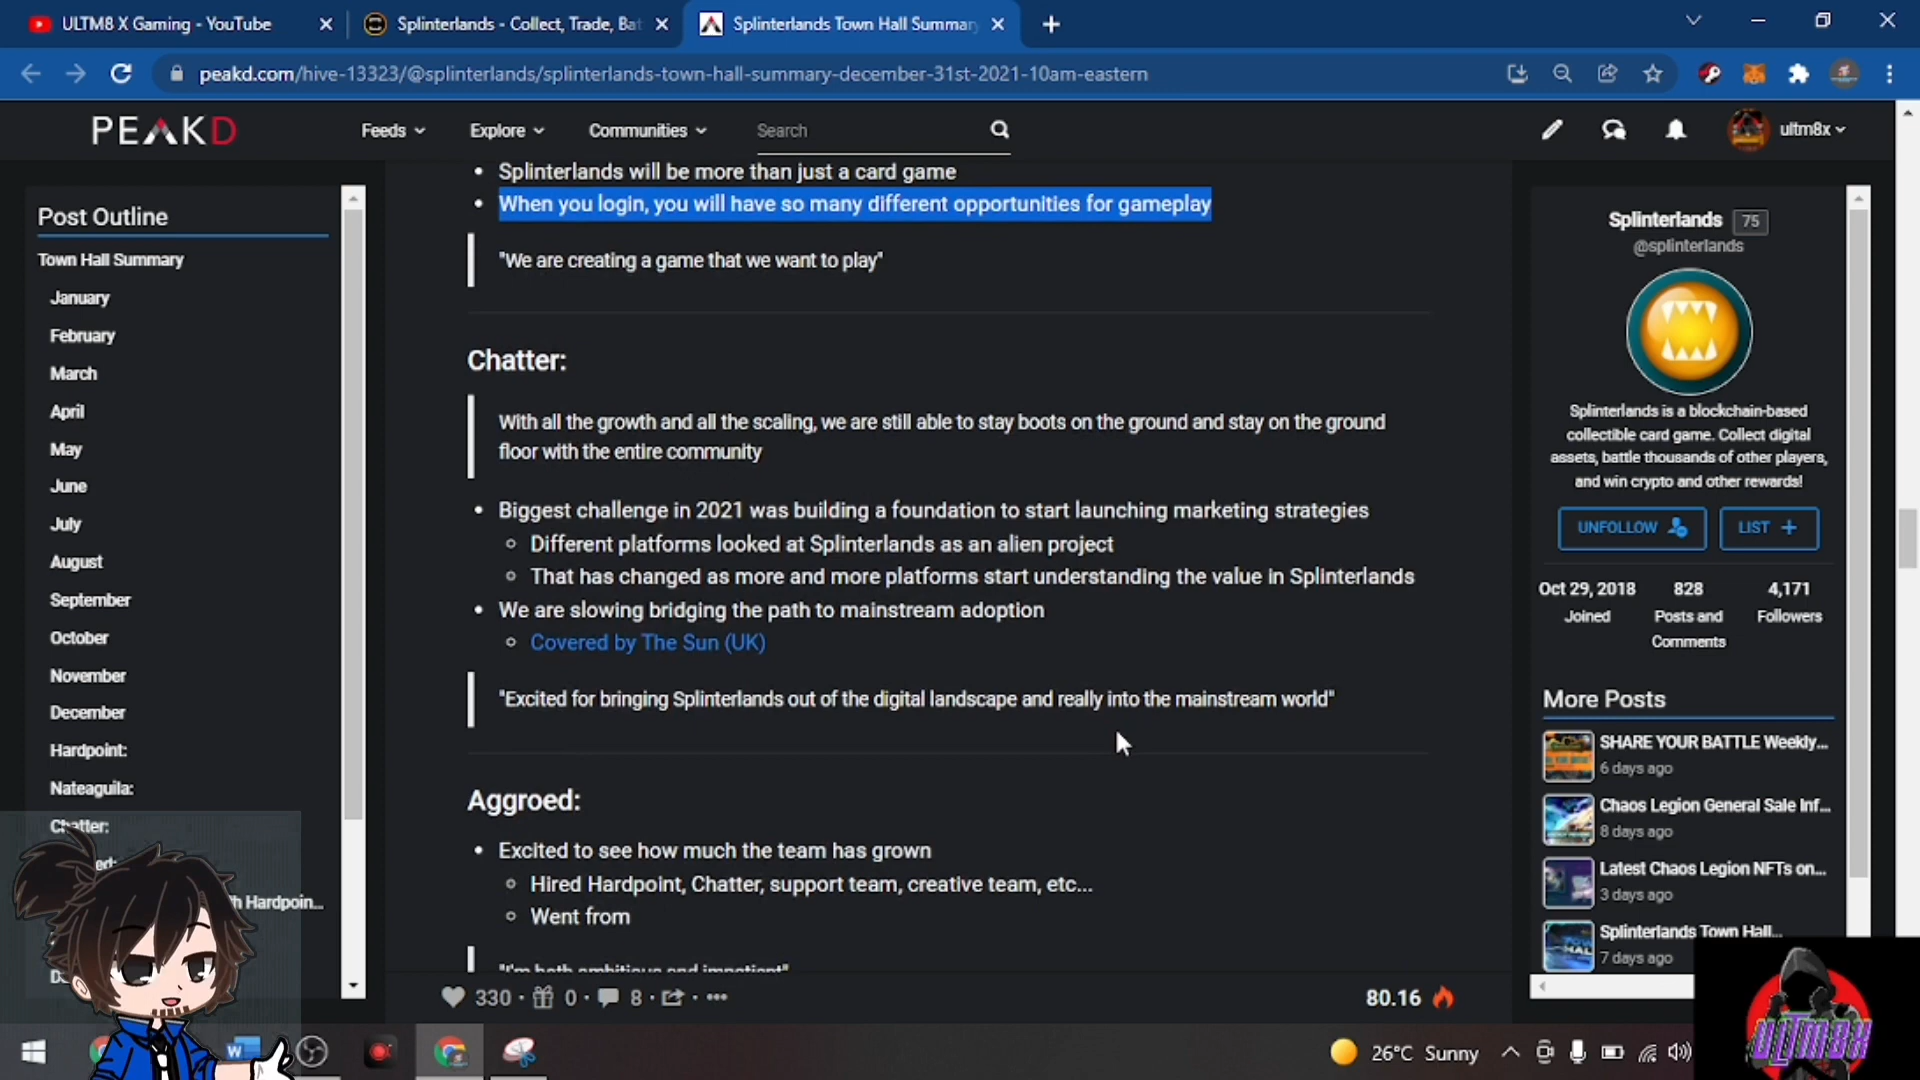 ULTM8 X Gaming - YouTube
Splinterlands - Collect, Trade, Bat
Splinterlands Town Hall Summar
peakd.com/hive-13323/@splinterlands/splinterlands-town-hall-summary-december-31st-2021-10am-eastern
PEAKD
Feeds
Explore
Communities
Search
ultm8x
Post Outline
Town Hall Summary
January
February
March
April
May
June
July
August
September
October
November
December
Hardpoint:
Nateaguila:
Chatter:
ed:
h Hardpoin...
Splinterlands will be more than just a card game
When you login, you will have so many different opportunities for gameplay
"We are creating a game that we want to play"
Chatter:
With all the growth and all the scaling, we are still able to stay boots on the ground and stay on the ground
floor with the entire community
Biggest challenge in 2021 was building a foundation to start launching marketing strategies
Different platforms looked at Splinterlands as an alien project
That has changed as more and more platforms start understanding the value in Splinterlands
We are slowing bridging the path to mainstream adoption
Covered by The Sun (UK)
"Excited for bringing Splinterlands out of the digital landscape and really into the mainstream world"
Aggroed:
Excited to see how much the team has grown
Hired Hardpoint, Chatter, support team, creative team, etc...
Went from
"I'm both ambitious and impatient"
330 · 0 · 8 · · •••
80.16
Splinterlands 75
@splinterlands
Splinterlands is a blockchain-based
collectible card game. Collect digital
assets, battle thousands of other players,
and win crypto and other rewards!
UNFOLLOW
LIST +
Oct 29, 2018 828 4,171
Joined Posts and Followers
Comments
More Posts
SHARE YOUR BATTLE Weekly...
6 days ago
Chaos Legion General Sale Inf...
8 days ago
Latest Chaos Legion NFTs on...
3 days ago
Splinterlands Town Hall...
7 days ago
26°C Sunny
ULTM8X